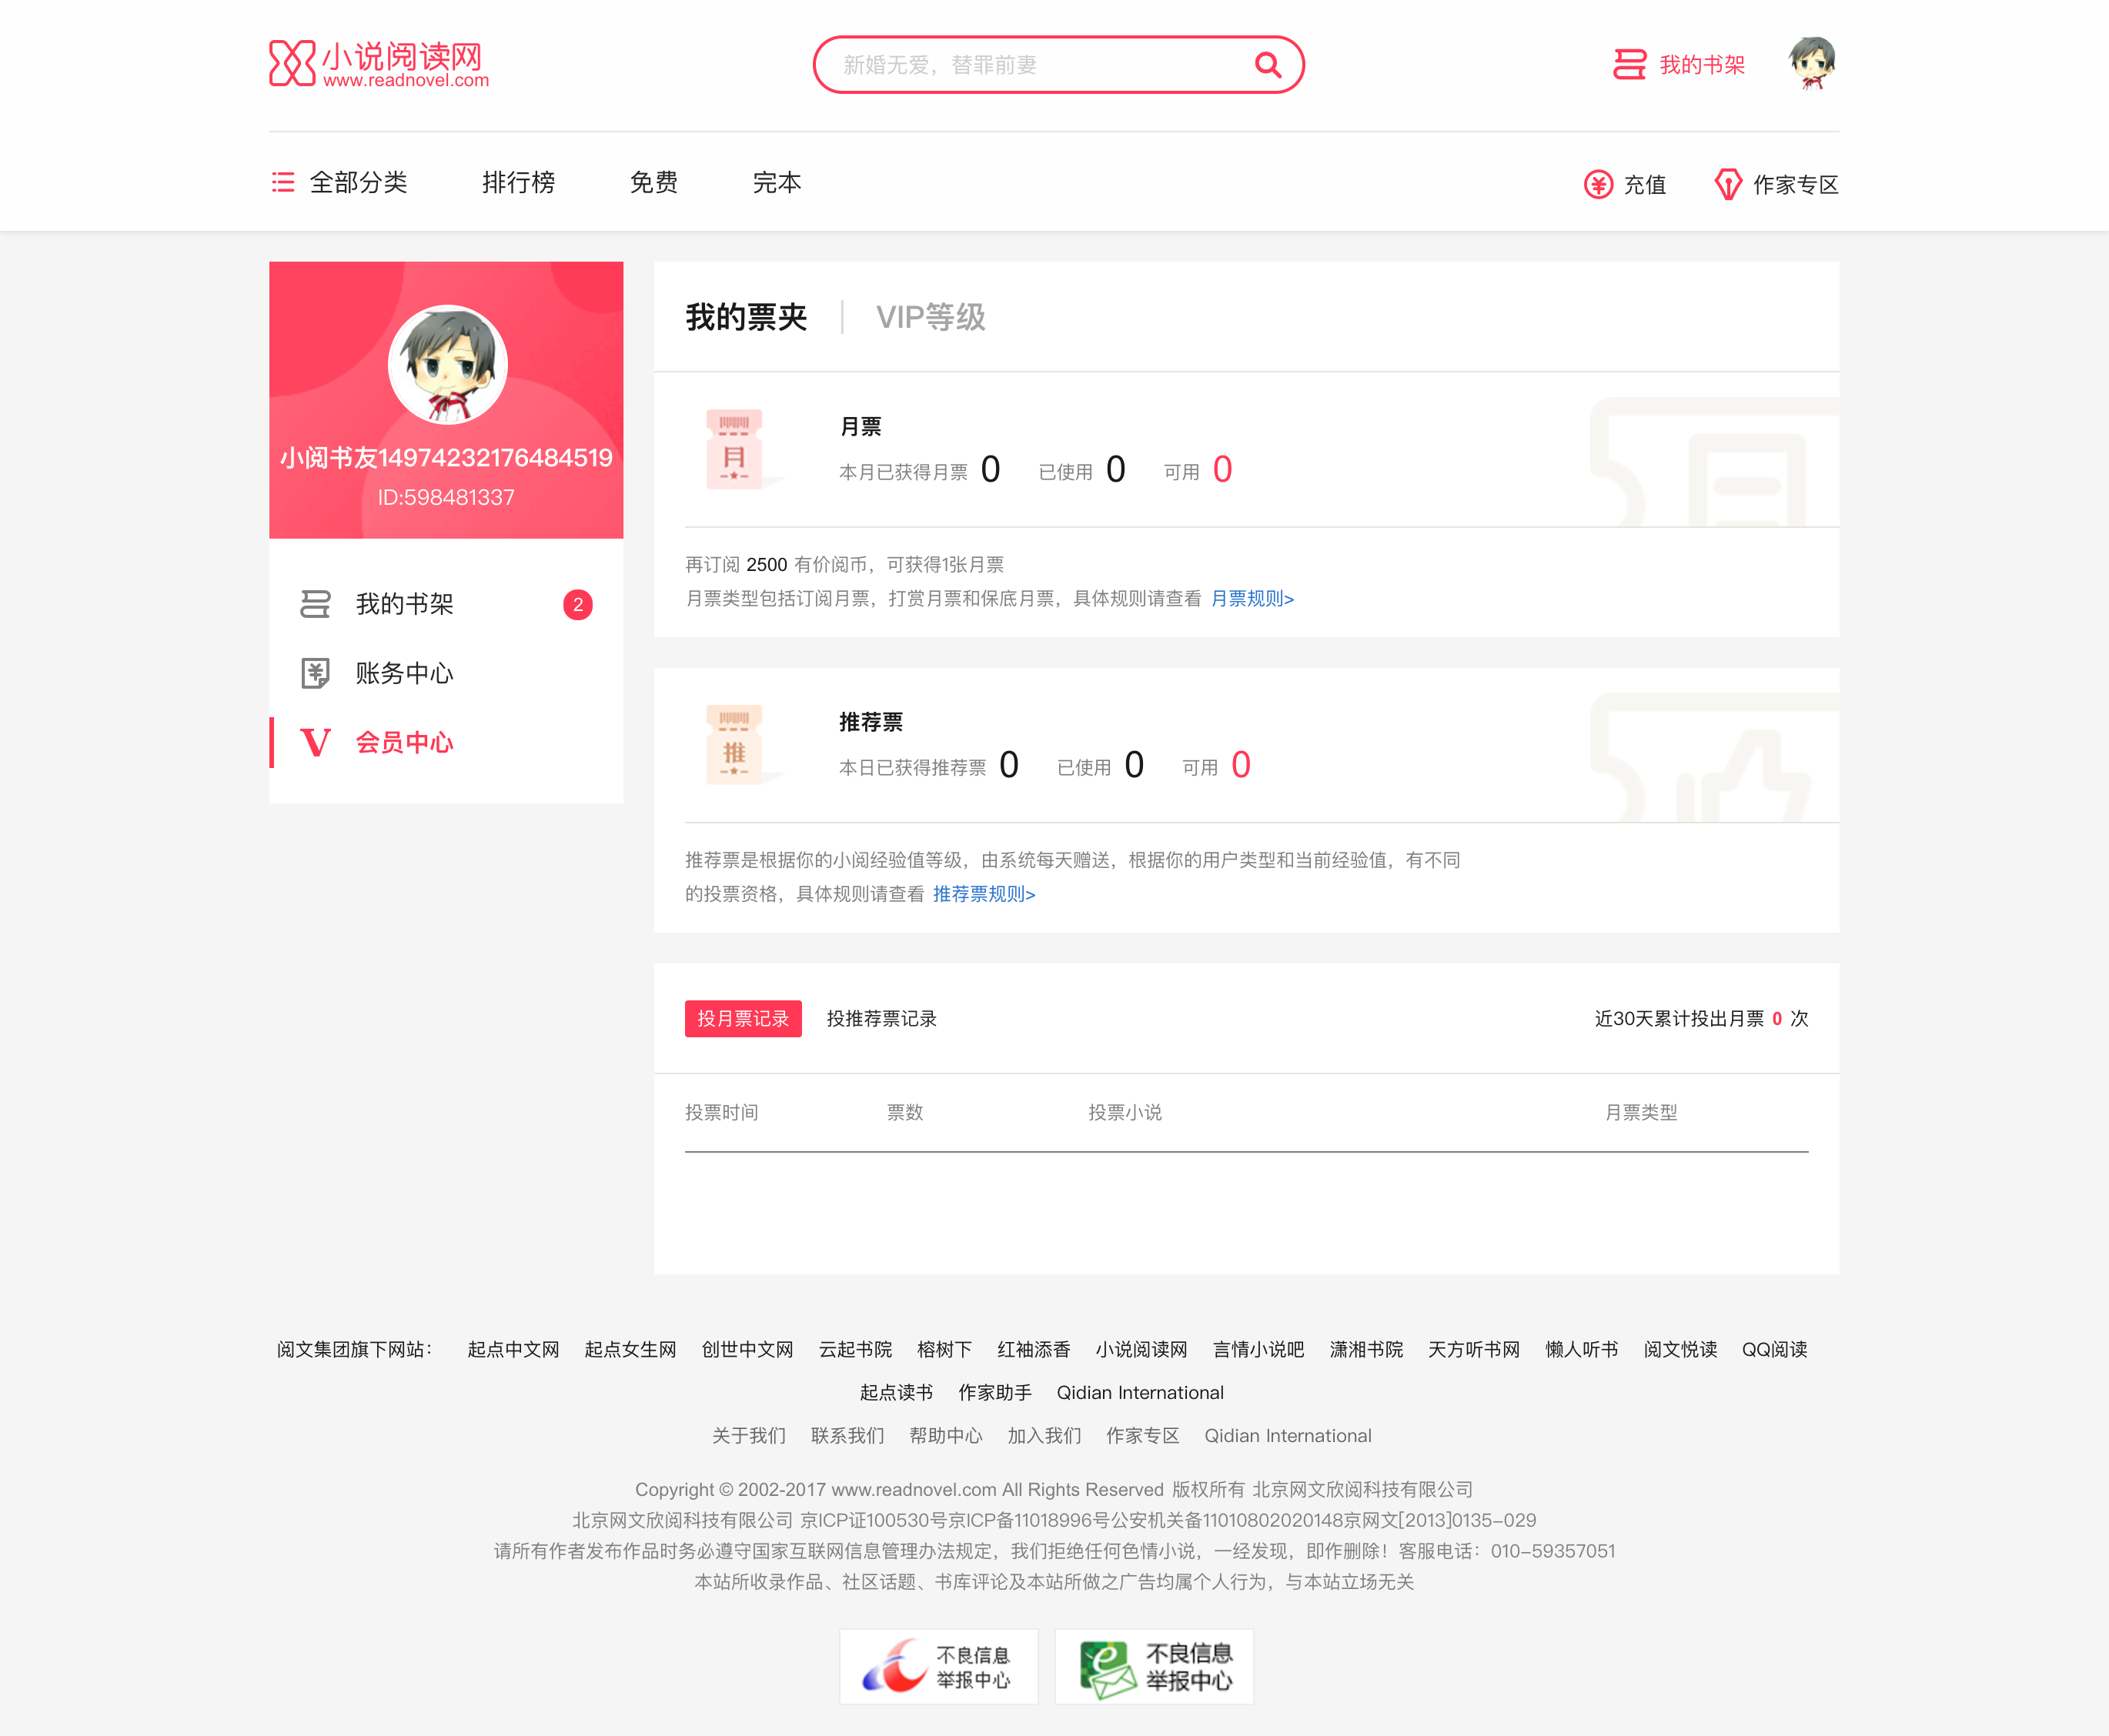 小说阅读网
www.readnovel.com
新婚无爱，替罪前妻
我的书架
全部分类
排行榜
免费
完本
充值
作家专区
小阅书友14974232176484519
ID:598481337
我的书架
2
账务中心
会员中心
我的票夹
VIP等级
月
月票
本月已获得月票 0 已使用 0 可用 0
再订阅 2500 有价阅币，可获得1张月票
月票类型包括订阅月票，打赏月票和保底月票，具体规则请查看 月票规则>
推
推荐票
本日已获得推荐票 0 已使用 0 可用 0
推荐票是根据你的小阅经验值等级，由系统每天赠送，根据你的用户类型和当前经验值，有不同
的投票资格，具体规则请查看 推荐票规则>
投月票记录
投推荐票记录
近30天累计投出月票 0 次
投票时间 票数 投票小说 月票类型
阅文集团旗下网站： 起点中文网 起点女生网 创世中文网 云起书院 榕树下 红袖添香 小说阅读网 言情小说吧 潇湘书院 天方听书网 懒人听书 阅文悦读 QQ阅读
起点读书 作家助手 Qidian International
关于我们 联系我们 帮助中心 加入我们 作家专区 Qidian International
Copyright © 2002-2017 www.readnovel.com All Rights Reserved 版权所有 北京网文欣阅科技有限公司
北京网文欣阅科技有限公司 京ICP证100530号京ICP备11018996号公安机关备11010802020148京网文[2013]0135-029
请所有作者发布作品时务必遵守国家互联网信息管理办法规定，我们拒绝任何色情小说，一经发现，即作删除！客服电话：010-59357051
本站所收录作品、社区话题、书库评论及本站所做之广告均属个人行为，与本站立场无关
不良信息
举报中心
不良信息
举报中心